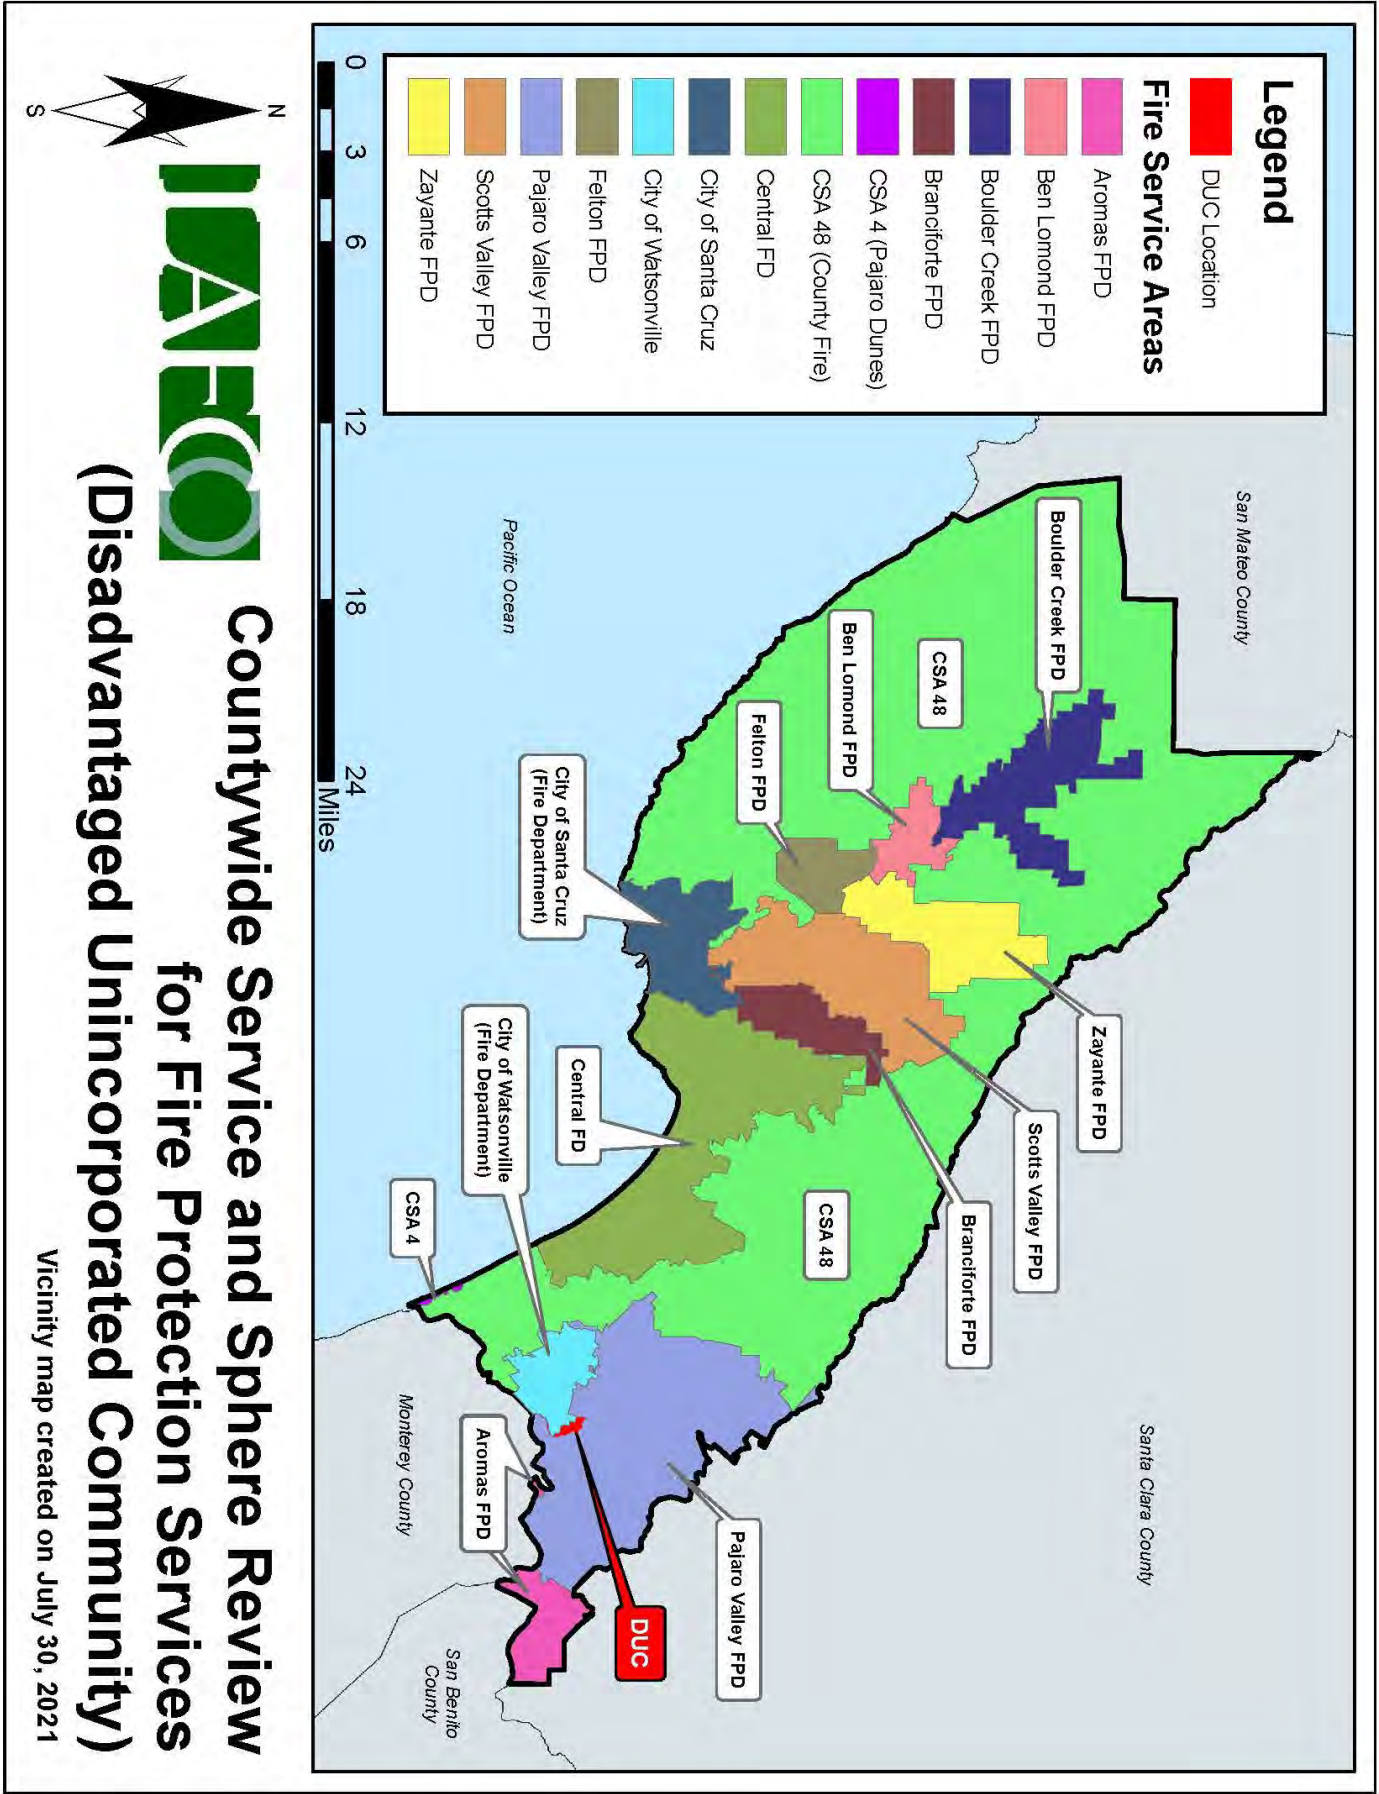 Legend
DUC Location
Fire Service Areas
Aromas FPD
Ben Lomond FPD
Boulder Creek FPD
Branciforte FPD
CSA 4 (Pajaro Dunes)
CSA 48 (County Fire)
Central FD
City of Santa Cruz
City of Watsonville
Felton FPD
Pajaro Valley FPD
Scotts Valley FPD
Zayante FPD
San Mateo County
Santa Clara County
Boulder Creek FPD
Zayante FPD
CSA 48
Scotts Valley FPD
Ben Lomond FPD
Branciforte FPD
Felton FPD
CSA 48
Pajaro Valley FPD
DUC
Pacific Ocean
City of Santa Cruz
(Fire Department)
Central FD
City of Watsonville
(Fire Department)
CSA 4
Aromas FPD
Monterey County
San Benito
County
0 3 6 12 18 24
Miles
N
S
LAFCO
Countywide Service and Sphere Review
for Fire Protection Services
(Disadvantaged Unincorporated Community)
Vicinity map created on July 30, 2021